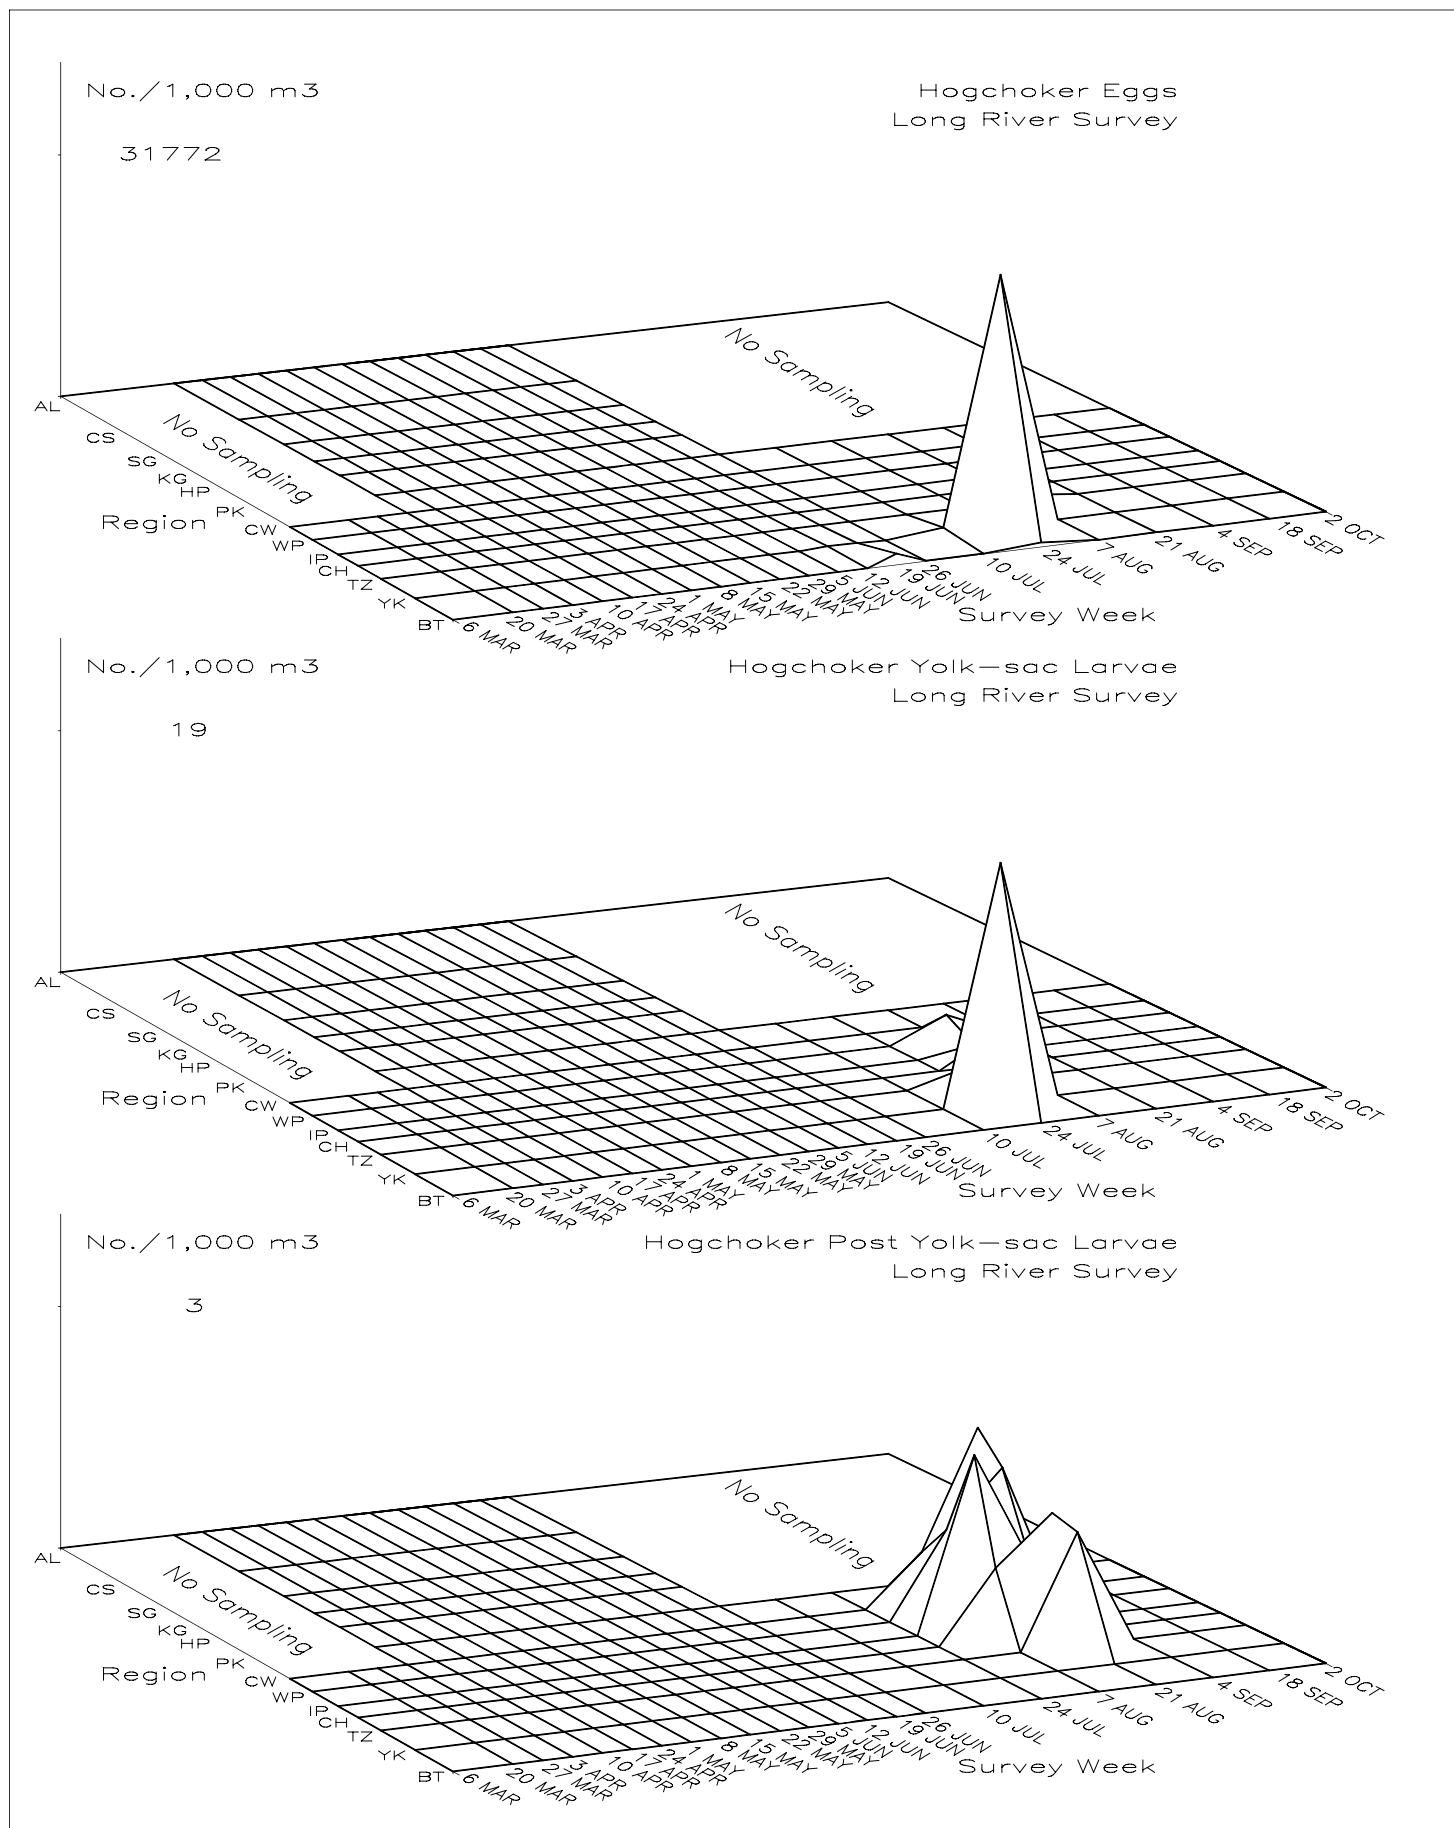 No./1,000 m3
Hogchoker Eggs
Long River Survey
31772
No Sampling
No Sampling
AL
CS
SG
KG
HP
PK
CW
WP
IP
CH
TZ
YK
BT
Region
6 MAR
20 MAR
27 MAR
3 APR
10 APR
17 APR
24 APR
1 MAY
8 MAY
15 MAY
22 MAY
29 MAY
5 JUN
12 JUN
19 JUN
26 JUN
10 JUL
24 JUL
7 AUG
21 AUG
4 SEP
18 SEP
2 OCT
Survey Week
No./1,000 m3
Hogchoker Yolk-sac Larvae
Long River Survey
19
No Sampling
No Sampling
AL
CS
SG
KG
HP
PK
CW
WP
IP
CH
TZ
YK
BT
Region
6 MAR
20 MAR
27 MAR
3 APR
10 APR
17 APR
24 APR
1 MAY
8 MAY
15 MAY
22 MAY
29 MAY
5 JUN
12 JUN
19 JUN
26 JUN
10 JUL
24 JUL
7 AUG
21 AUG
4 SEP
18 SEP
2 OCT
Survey Week
No./1,000 m3
Hogchoker Post Yolk-sac Larvae
Long River Survey
3
No Sampling
No Sampling
AL
CS
SG
KG
HP
PK
CW
WP
IP
CH
TZ
YK
BT
Region
6 MAR
20 MAR
27 MAR
3 APR
10 APR
17 APR
24 APR
1 MAY
8 MAY
15 MAY
22 MAY
29 MAY
5 JUN
12 JUN
19 JUN
26 JUN
10 JUL
24 JUL
7 AUG
21 AUG
4 SEP
18 SEP
2 OCT
Survey Week